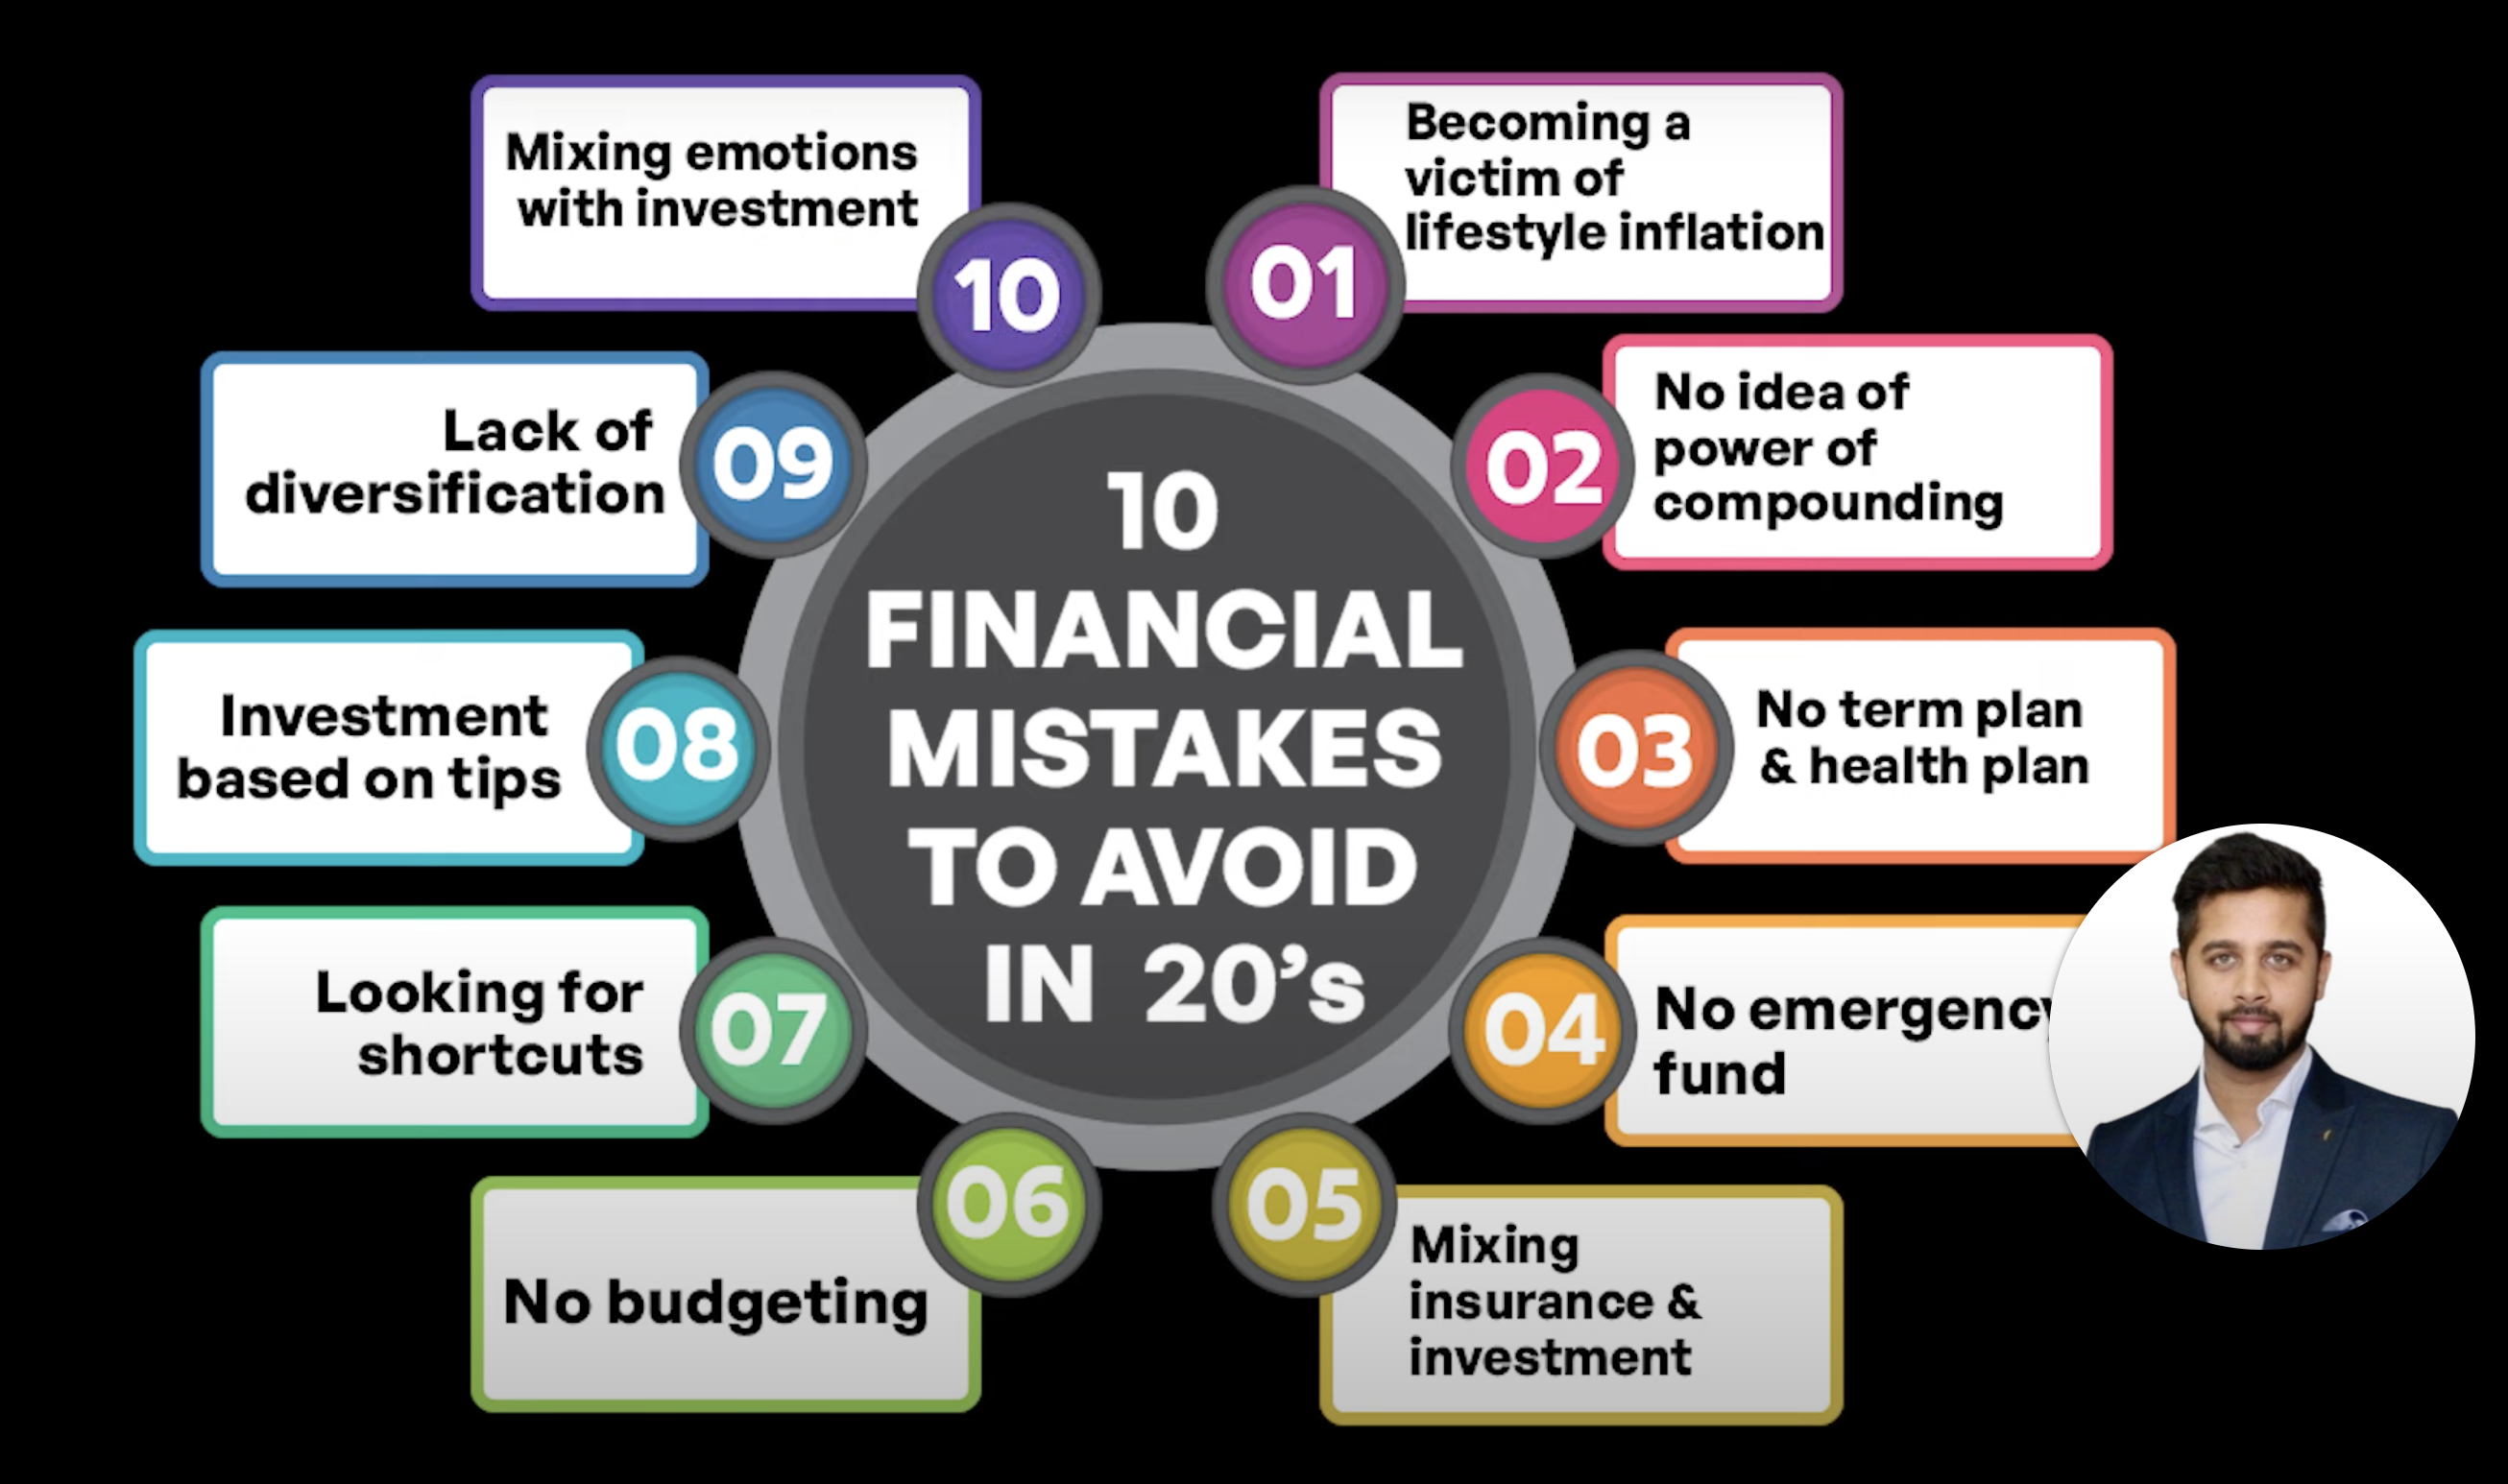 10
FINANCIAL
MISTAKES
TO AVOID
IN 20's
01
Becoming a
victim of
lifestyle inflation
02
No idea of
power of
compounding
03
No term plan
& health plan
04
No emergency
fund
05
Mixing
insurance &
investment
06
No budgeting
07
Looking for
shortcuts
08
Investment
based on tips
09
Lack of
diversification
10
Mixing emotions
with investment